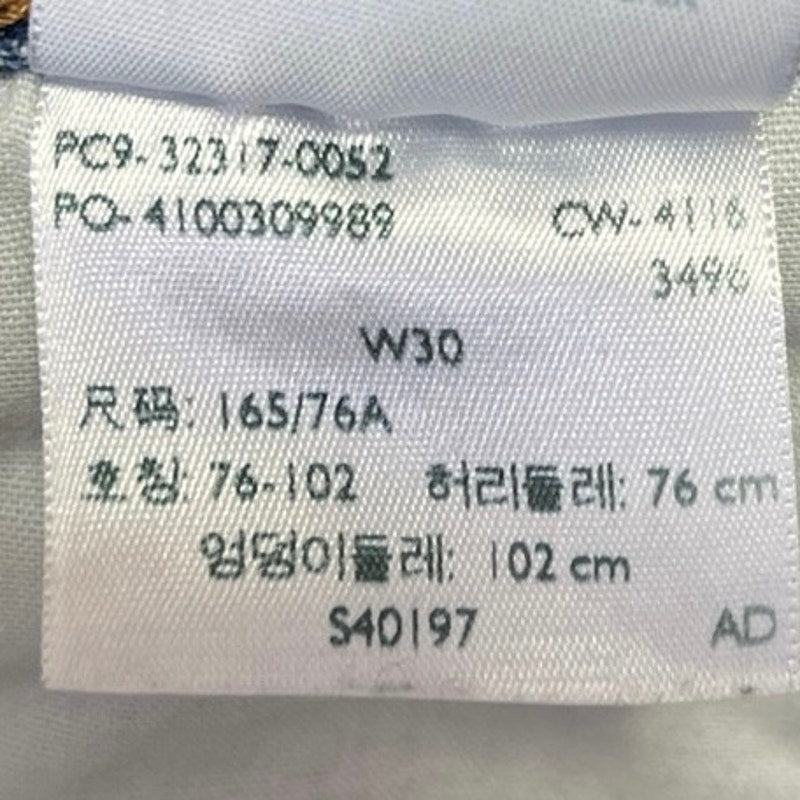 PC9-32317-0052
PO-4100309989 CW-4118
3496
W30
尺码: 165/76A
호칭: 76-102 허리둘레: 76 cm
엉덩이둘레: 102 cm
S40197 AD